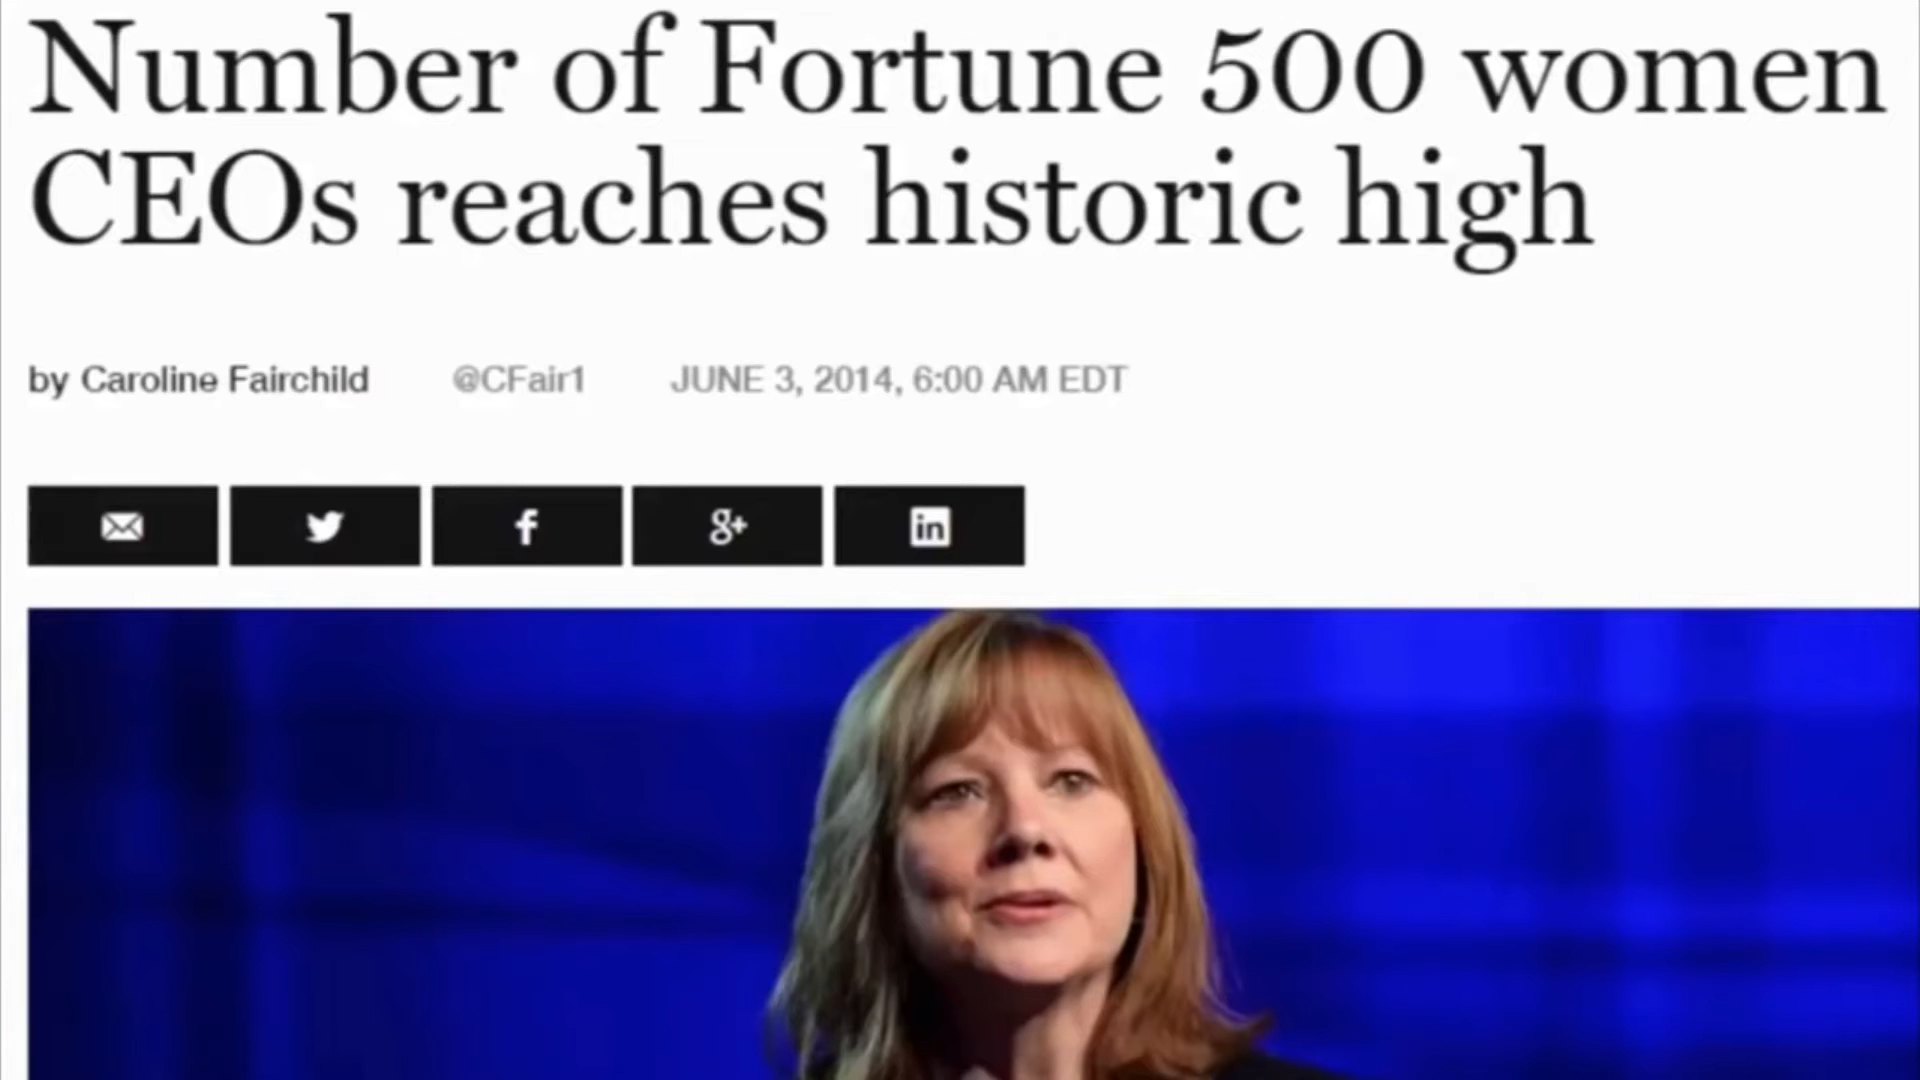 Number of Fortune 500 women
CEOs reaches historic high
by Caroline Fairchild @CFair1 JUNE 3, 2014, 6:00 AM EDT
f g+ in